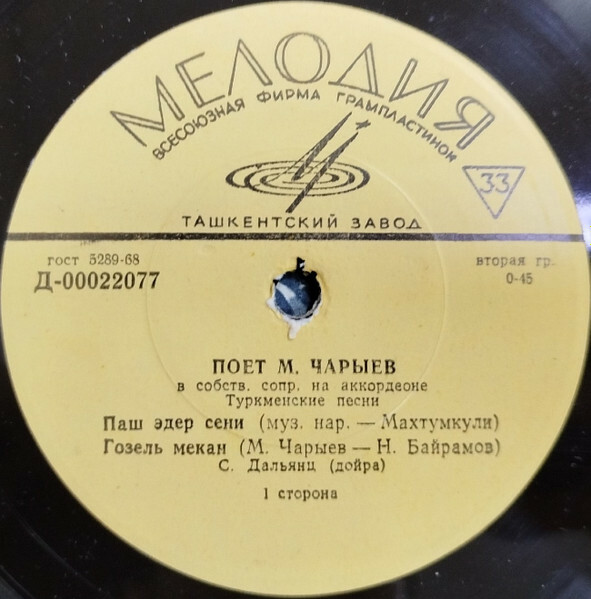 МЕЛОДИЯ
ВСЕСОЮЗНАЯ ФИРМА ГРАМПЛАСТИНОК
33
ТАШКЕНТСКИЙ ЗАВОД
гост 5289-68
Д-00022077
вторая гр.
0-45
ПОЕТ М. ЧАРЫЕВ
в собств. сопр. на аккордеоне
Туркменские песни
Паш эдер сени (муз. нар. — Махтумкули)
Гозель мекан (М. Чарыев — Н. Байрамов)
С. Дальянц (дойра)
1 сторона